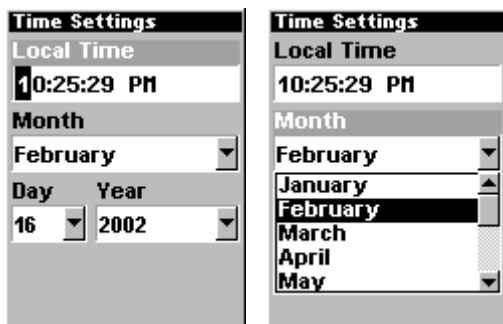 Time Settings
Local Time
10:25:29 PM
Month
February
Day Year
16 2002
Time Settings
Local Time
10:25:29 PM
Month
February
January
February
March
April
May